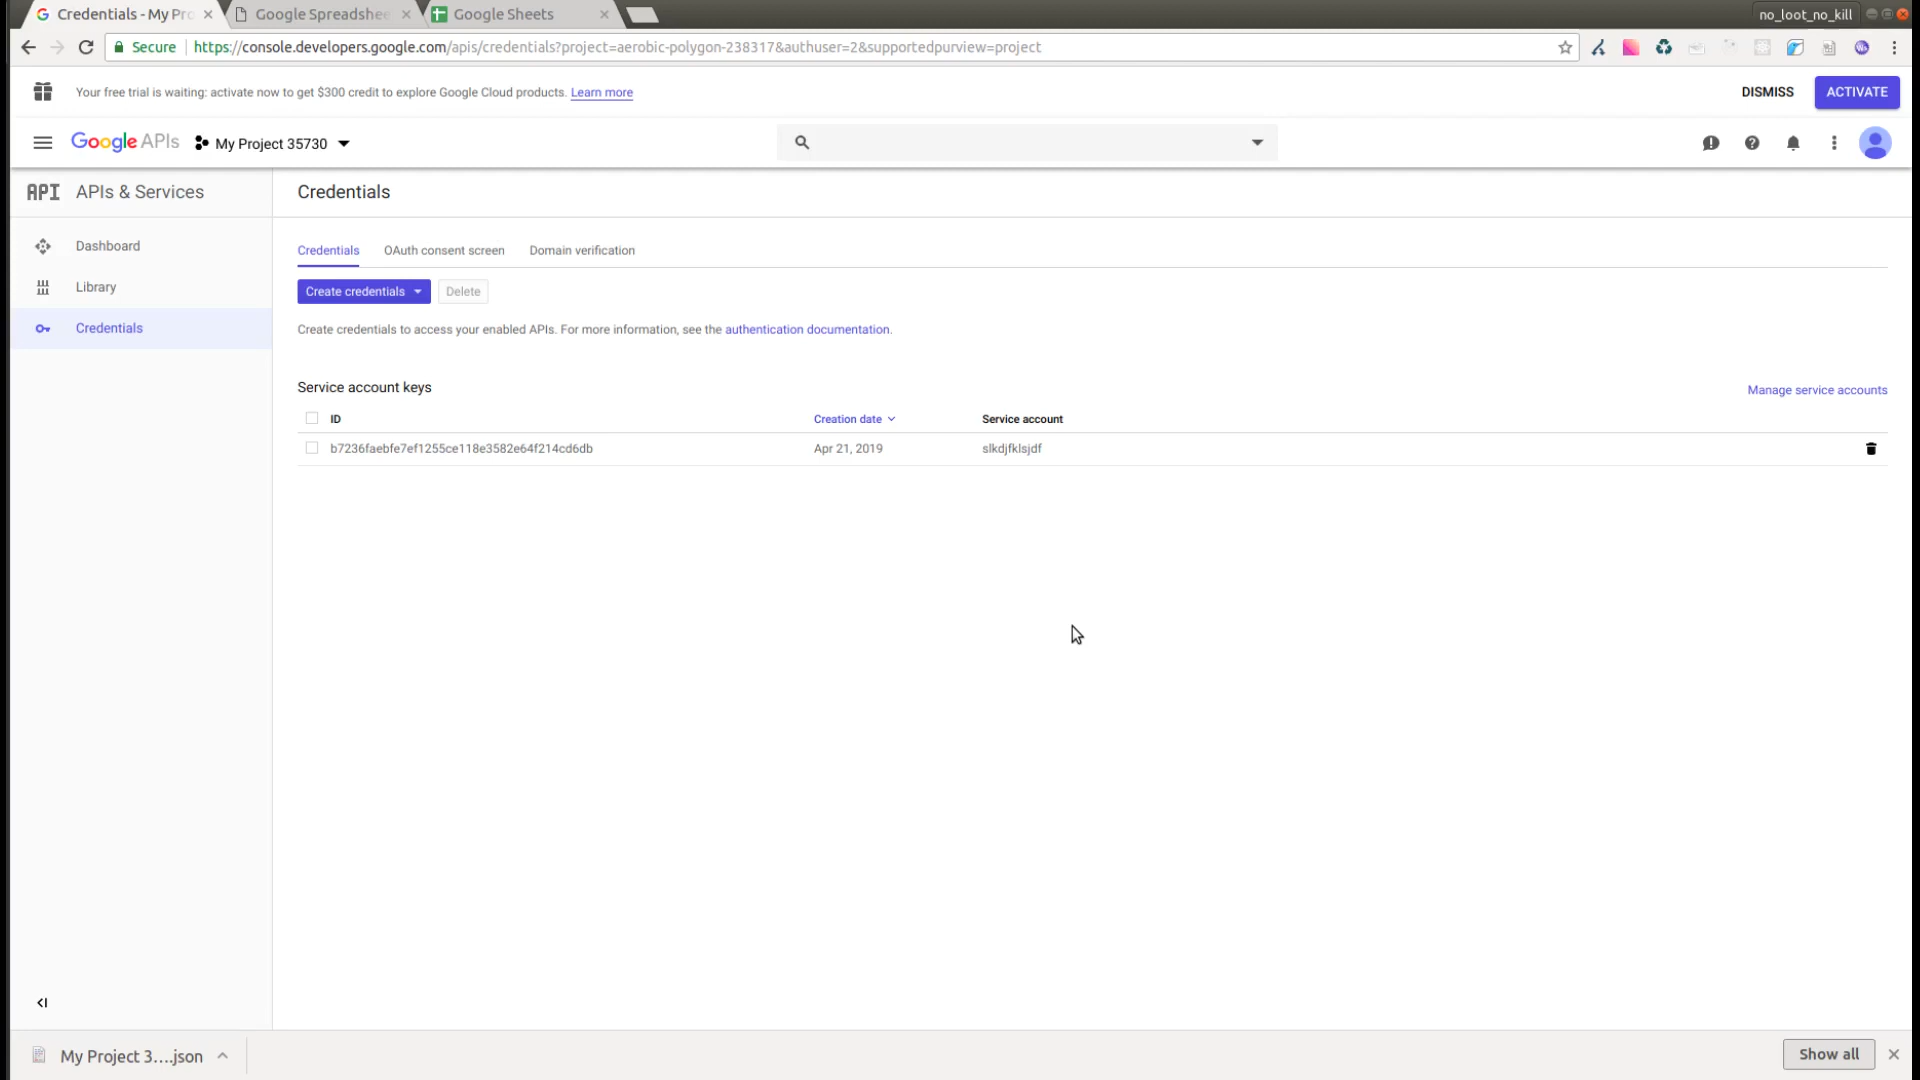 Credentials - My Pro
Google Spreadshee
Google Sheets
no_loot_no_kill
Secure
https://console.developers.google.com/apis/credentials?project=aerobic-polygon-238317&authuser=2&supportedpurview=project
Your free trial is waiting: activate now to get $300 credit to explore Google Cloud products. Learn more
DISMISS
ACTIVATE
Google APIs
My Project 35730
API APIs & Services
Credentials
Dashboard
Library
Credentials
Credentials
OAuth consent screen
Domain verification
Create credentials
Delete
Create credentials to access your enabled APIs. For more information, see the authentication documentation.
Service account keys
Manage service accounts
ID
Creation date
Service account
b7236faebfe7ef1255ce118e3582e64f214cd6db
Apr 21, 2019
slkdjfklsjdf
My Project 3....json
Show all